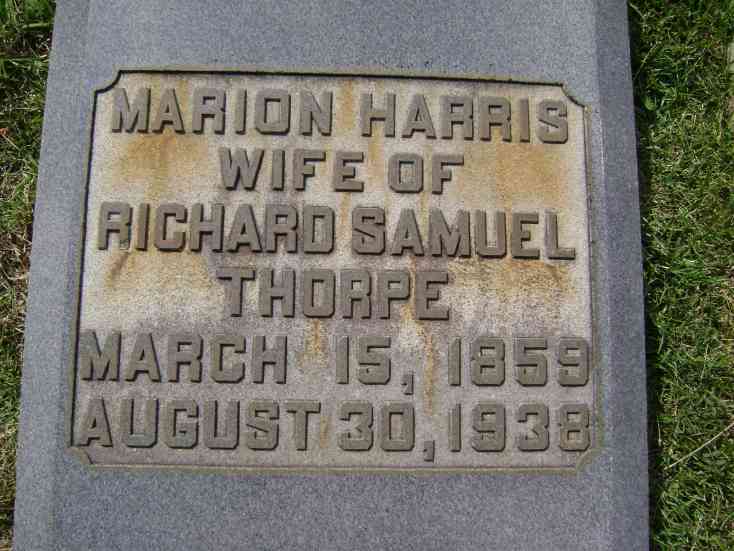 MARION HARRIS
WIFE OF
RICHARD SAMUEL
THORPE
MARCH 15, 1859
AUGUST 30, 1938